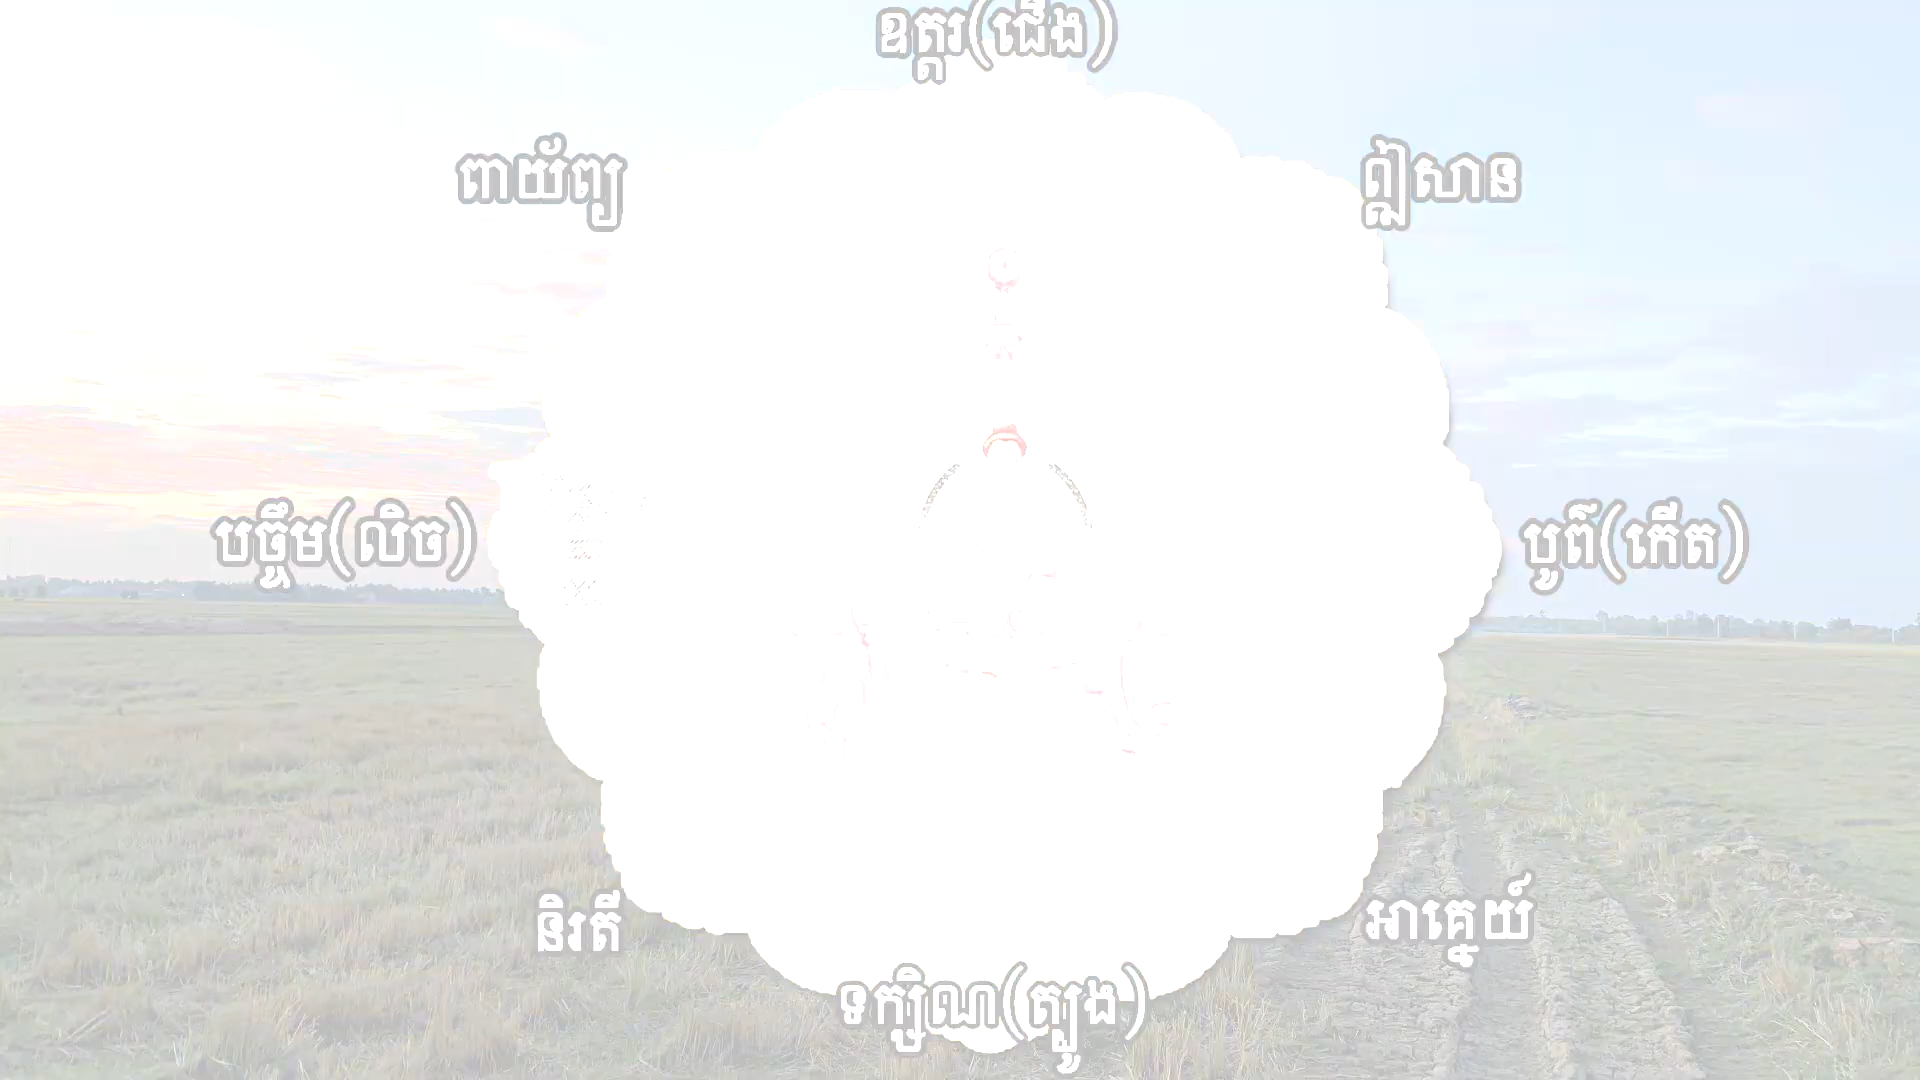 ឧត្តរ(ជើង)
ពាយ័ព្យ
ឦសាន
បច្ចឹម(លិច)
បូព៌(កើត)
និរតី
អាគ្នេយ៍
ទក្សិណ(ត្បូង)